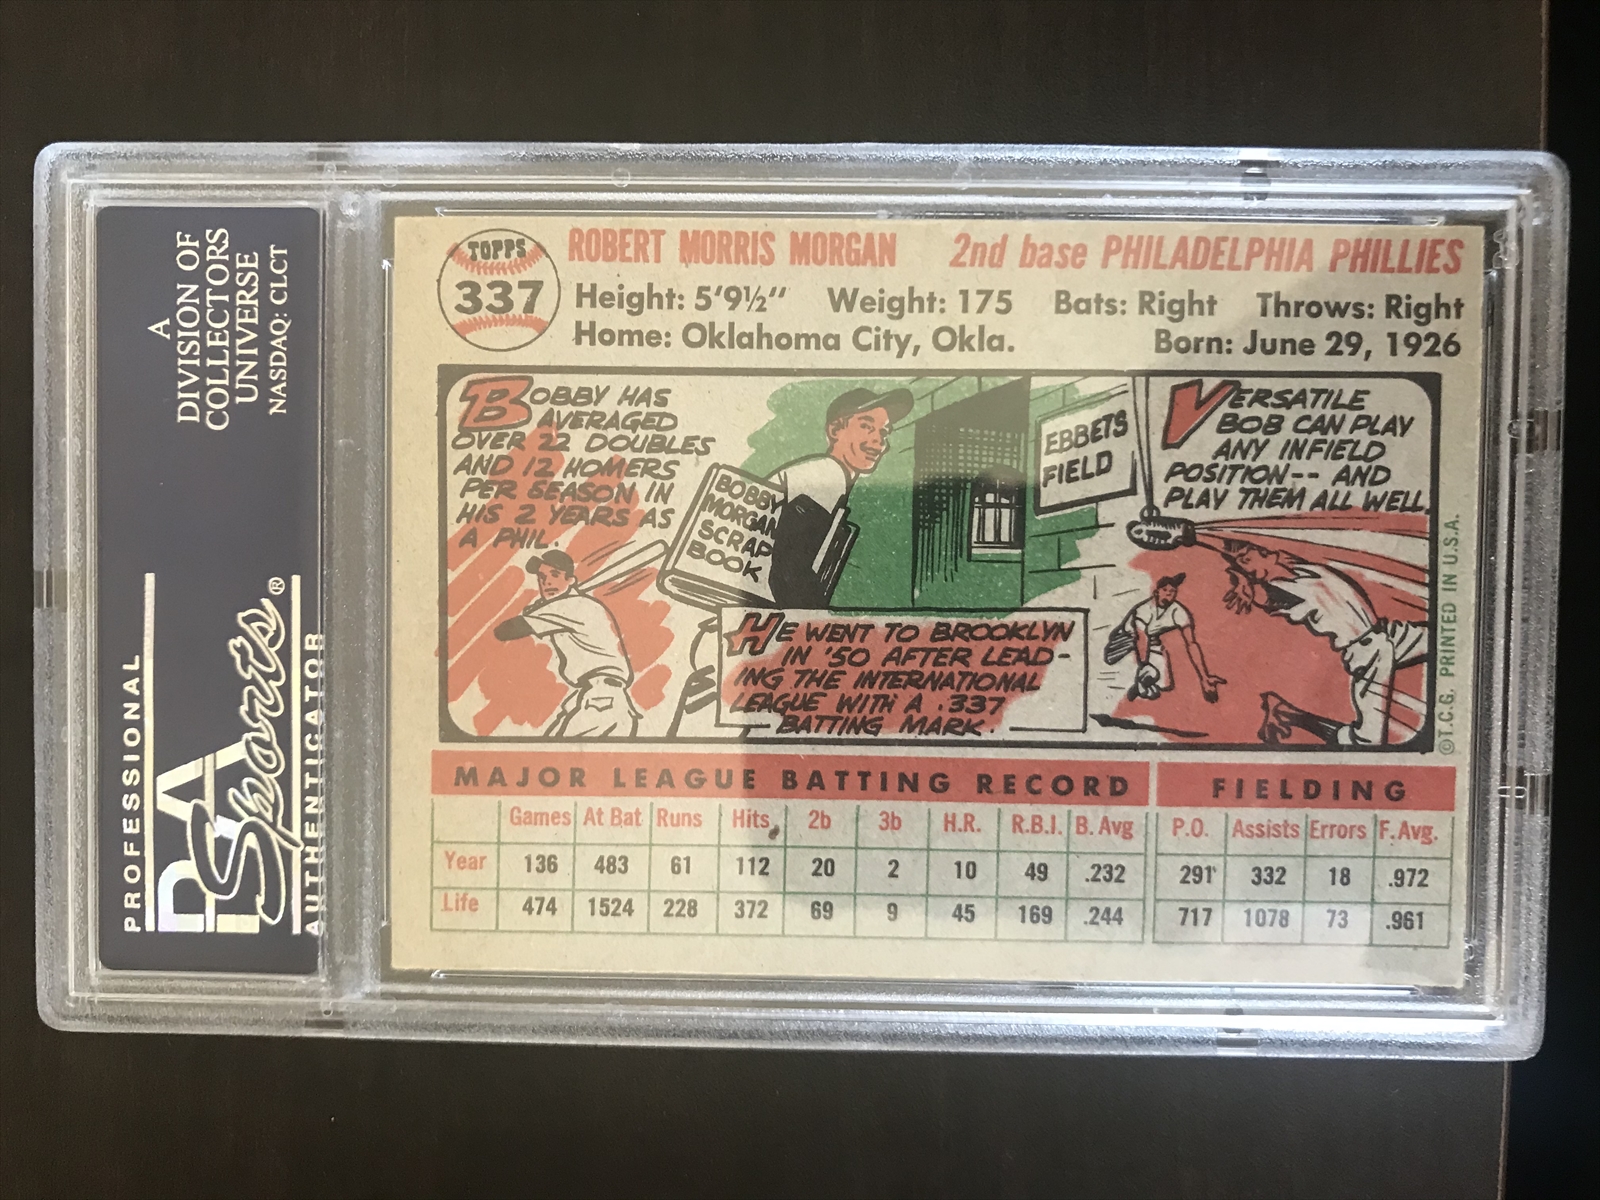 A
DIVISION OF
COLLECTORS
UNIVERSE
NASDAQ: CLCT
PROFESSIONAL
PSA
Sports®
AUTHENTICATOR
TOPPS
337
ROBERT MORRIS MORGAN 2nd base PHILADELPHIA PHILLIES
Height: 5'9½" Weight: 175 Bats: Right Throws: Right
Home: Oklahoma City, Okla. Born: June 29, 1926
BOBBY HAS
AVERAGED
OVER 22 DOUBLES
AND 12 HOMERS
PER SEASON IN
HIS 2 YEARS AS
A PHIL.
BOBBY
MORGAN
SCRAP
BOOK
HE WENT TO BROOKLYN
IN '50 AFTER LEAD-
ING THE INTERNATIONAL
LEAGUE WITH A .337
BATTING MARK.
EBBETS
FIELD
VERSATILE
BOB CAN PLAY
ANY INFIELD
POSITION-- AND
PLAY THEM ALL WELL.
©T.C.G. PRINTED IN U.S.A.
MAJOR LEAGUE BATTING RECORD FIELDING
Games At Bat Runs Hits 2b 3b H.R. R.B.I. B. Avg P.O. Assists Errors F. Avg.
Year 136 483 61 112 20 2 10 49 .232 291 332 18 .972
Life 474 1524 228 372 69 9 45 169 .244 717 1078 73 .961